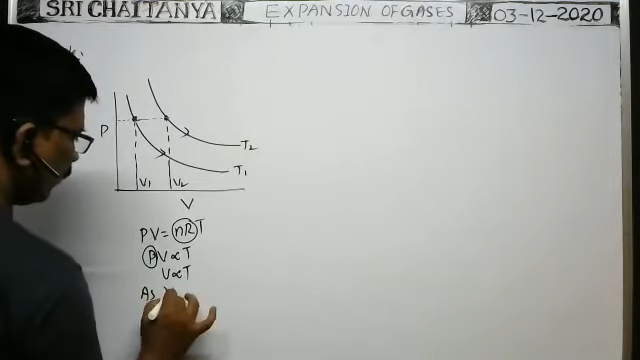 SRI CHAITANYA
EXPANSION OF GASES
03-12-2020
P
T2
T1
V1 V2
V
PV = nRT
PV ∝ T
V ∝ T
As